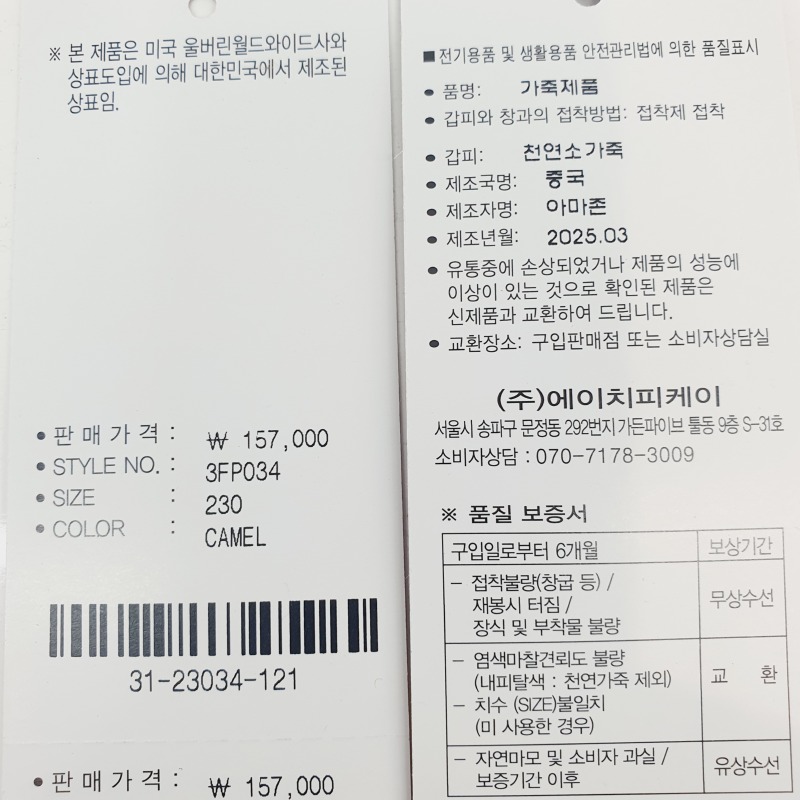 ※ 본 제품은 미국 울버린월드와이드사와
상표도입에 의해 대한민국에서 제조된
상표임.
• 판 매 가 격 : ₩ 157,000
• STYLE NO. : 3FP034
• SIZE : 230
• COLOR : CAMEL
31-23034-121
• 판 매 가 격 : ₩ 157,000
■ 전기용품 및 생활용품 안전관리법에 의한 품질표시
• 품명: 가죽제품
• 갑피와 창과의 접착방법: 접착제 접착
• 갑피: 천연소가죽
• 제조국명: 중국
• 제조자명: 아마존
• 제조년월: 2025.03
• 유통중에 손상되었거나 제품의 성능에
이상이 있는 것으로 확인된 제품은
신제품과 교환하여 드립니다.
• 교환장소: 구입판매점 또는 소비자상담실
(주)에이치피케이
서울시 송파구 문정동 292번지 가든파이브 툴동 9층 S-31호
소비자상담 : 070-7178-3009
※ 품질 보증서
구입일로부터 6개월 보상기간
- 접착불량(창굽 등) /
재봉시 터짐 / 무상수선
장식 및 부착물 불량
- 염색마찰견뢰도 불량
(내피탈색 : 천연가죽 제외) 교 환
- 치수 (SIZE)불일치
(미 사용한 경우)
- 자연마모 및 소비자 과실 / 유상수선
보증기간 이후